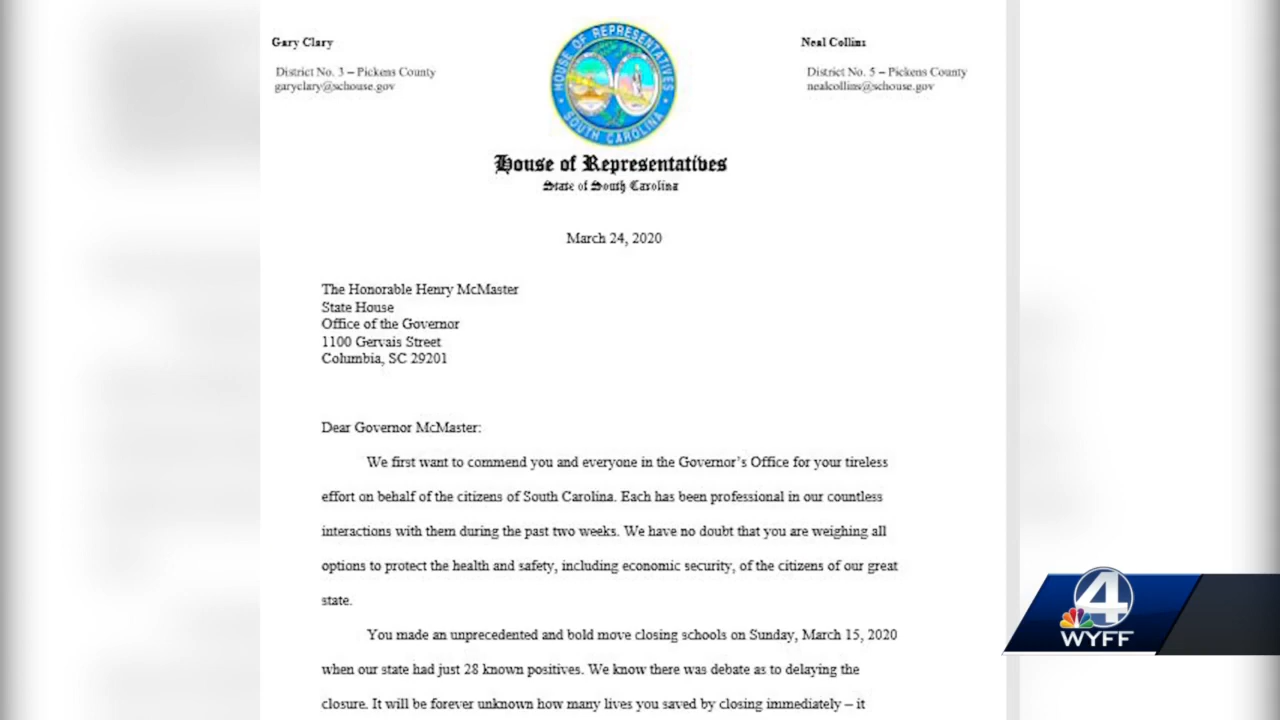 Gary Clary
District No. 3 – Pickens County
garyclary@schouse.gov
HOUSE OF REPRESENTATIVES
SOUTH CAROLINA
Neal Collins
District No. 5 – Pickens County
nealcollins@schouse.gov
House of Representatives
State of South Carolina
March 24, 2020
The Honorable Henry McMaster
State House
Office of the Governor
1100 Gervais Street
Columbia, SC 29201
Dear Governor McMaster:
We first want to commend you and everyone in the Governor's Office for your tireless
effort on behalf of the citizens of South Carolina. Each has been professional in our countless
interactions with them during the past two weeks. We have no doubt that you are weighing all
options to protect the health and safety, including economic security, of the citizens of our great
state.
You made an unprecedented and bold move closing schools on Sunday, March 15, 2020
when our state had just 28 known positives. We know there was debate as to delaying the
closure. It will be forever unknown how many lives you saved by closing immediately – it
4
WYFF